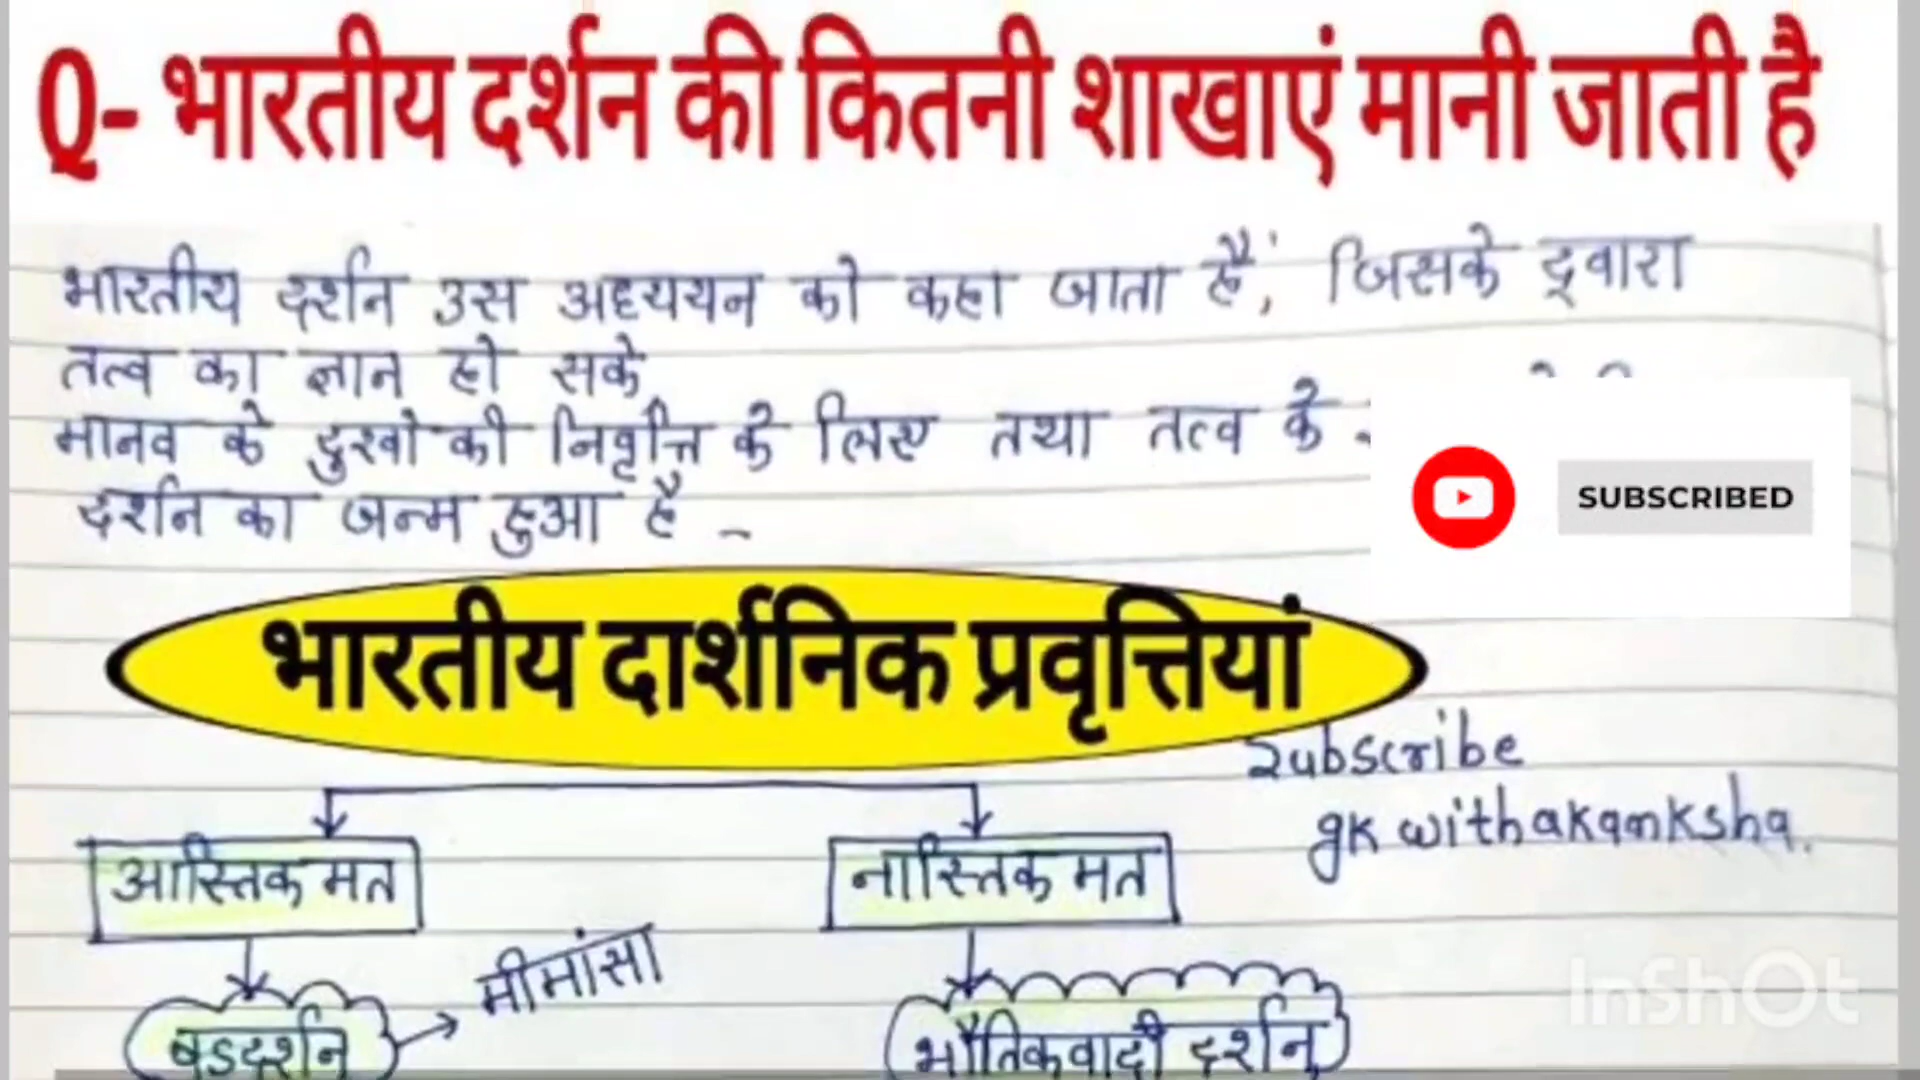 Q- भारतीय दर्शन की कितनी शाखाएं मानी जाती है
भारतीय दर्शन उस अध्ययन को कहा जाता हैं, जिसके द्वारा
तत्व का ज्ञान हो सके
मानव के दुखो की निवृत्ति के लिए तथा तत्व के
दर्शन का जन्म हुआ है -
SUBSCRIBED
भारतीय दार्शनिक प्रवृत्तियां
Subscribe
gk withakanksha.
आस्तिक मत
नास्तिक मत
मीमांसा
षडदर्शन
भौतिकवादी दर्शन
InShOt